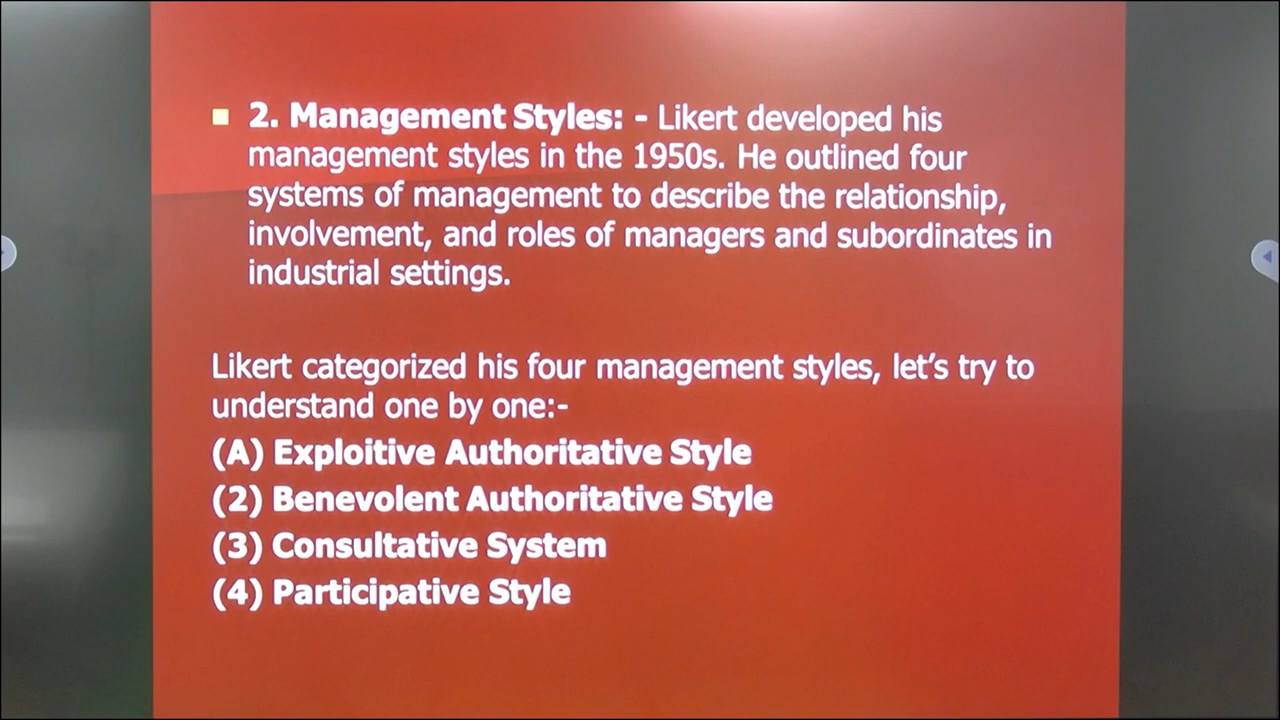 2. Management Styles: - Likert developed his
management styles in the 1950s. He outlined four
systems of management to describe the relationship,
involvement, and roles of managers and subordinates in
industrial settings.
Likert categorized his four management styles, let’s try to
understand one by one:-
(A) Exploitive Authoritative Style
(2) Benevolent Authoritative Style
(3) Consultative System
(4) Participative Style